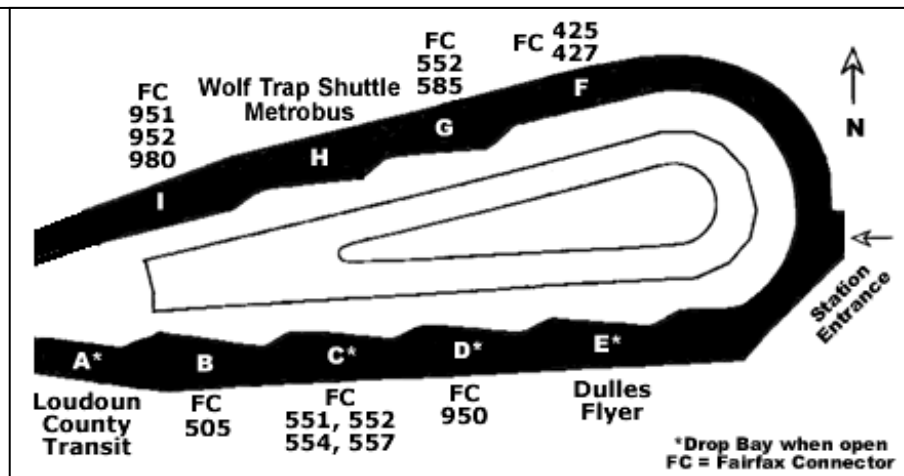 FC
951
952
980
Wolf Trap Shuttle
Metrobus
FC
552
585
FC 425
427
N
F
G
H
I
Station
Entrance
A*
B
C*
D*
E*
Loudoun
County
Transit
FC
505
FC
551, 552
554, 557
FC
950
Dulles
Flyer
*Drop Bay when open
FC = Fairfax Connector